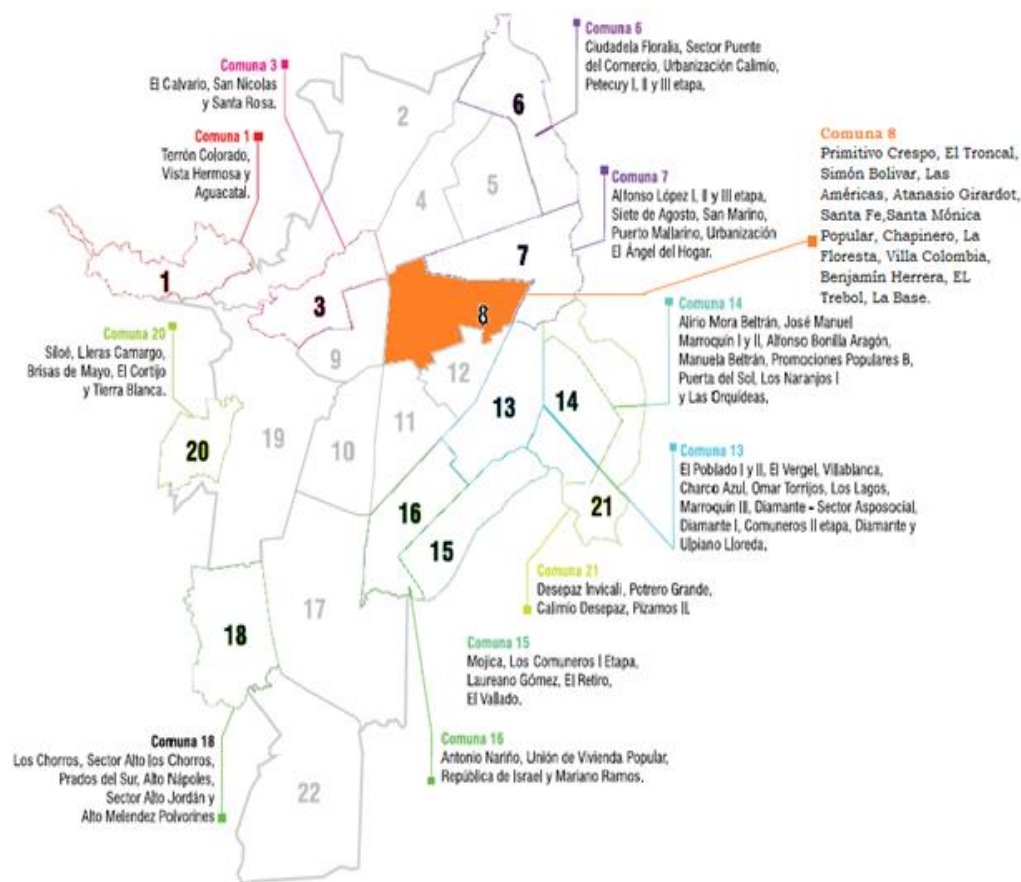 Comuna 6
Ciudadela Floralia, Sector Puente
del Comercio, Urbanización Calimio,
Petecuy I, II y III etapa,
Comuna 3
El Calvario, San Nicolas
y Santa Rosa.
Comuna 1
Terrón Colorado,
Vista Hermosa y
Aguacatal.
Comuna 8
Primitivo Crespo, El Troncal,
Simón Bolivar, Las
Américas, Atanasio Girardot,
Santa Fe,Santa Mónica
Popular, Chapinero, La
Floresta, Villa Colombia,
Benjamín Herrera, EL
Trebol, La Base.
Comuna 7
Alfonso López I, II y III etapa,
Siete de Agosto, San Marino,
Puerto Mallarino, Urbanización
El Ángel del Hogar.
Comuna 20
Siloé, Lleras Camargo,
Brisas de Mayo, El Cortijo
y Tierra Blanca.
Comuna 14
Alirio Mora Beltrán, José Manuel
Marroquín I y II, Alfonso Bonilla Aragón,
Manuela Beltrán, Promociones Populares B,
Puerta del Sol, Los Naranjos I
y Las Orquídeas.
Comuna 13
El Poblado I y II, El Vergel, Villablanca,
Charco Azul, Omar Torrijos, Los Lagos,
Marroquín III, Diamante - Sector Asposocial,
Diamante I, Comuneros II etapa, Diamante y
Ulpiano Lloreda.
Comuna 21
Desepaz Invicali, Potrero Grande,
Calimio Desepaz, Pizamos II.
Comuna 15
Mojica, Los Comuneros I Etapa,
Laureano Gómez, El Retiro,
El Vallado.
Comuna 16
Antonio Nariño, Unión de Vivienda Popular,
República de Israel y Mariano Ramos.
Comuna 18
Los Chorros, Sector Alto los Chorros,
Prados del Sur, Alto Nápoles,
Sector Alto Jordán y
Alto Melendez Polvorines
2
6
4
5
7
1
3
8
9
12
13
14
20
19
10
11
16
21
15
17
18
22